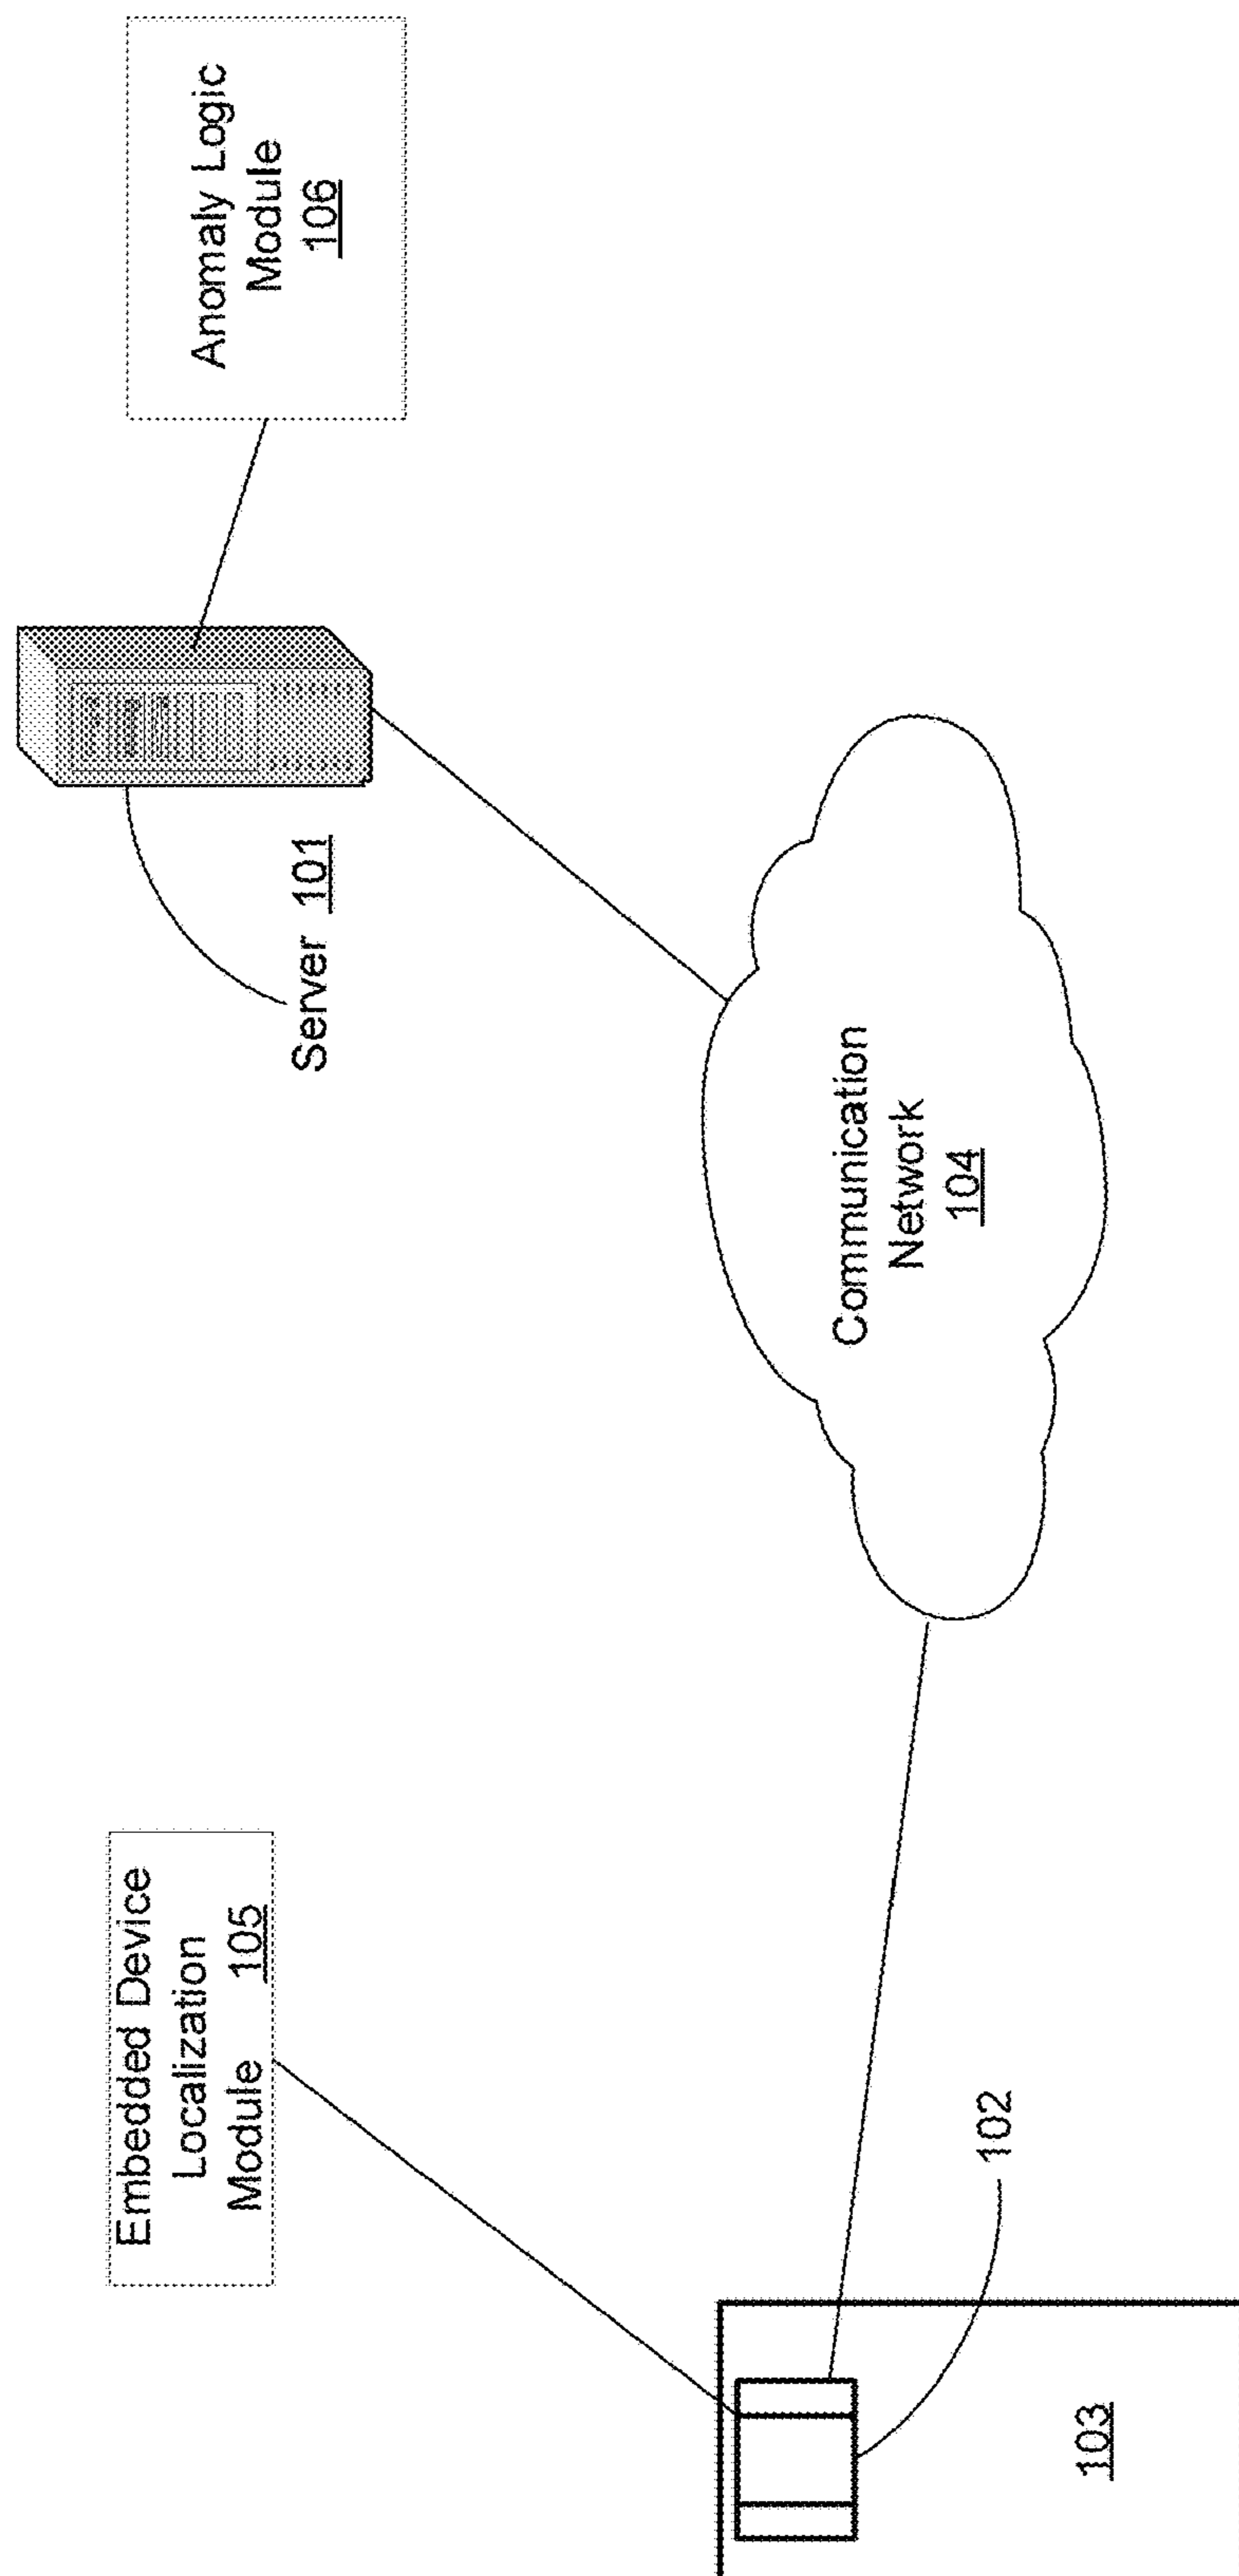 Embedded Device
Localization
Module 105
Server 101
Anomaly Logic
Module
106
Communication
Network
104
102
103